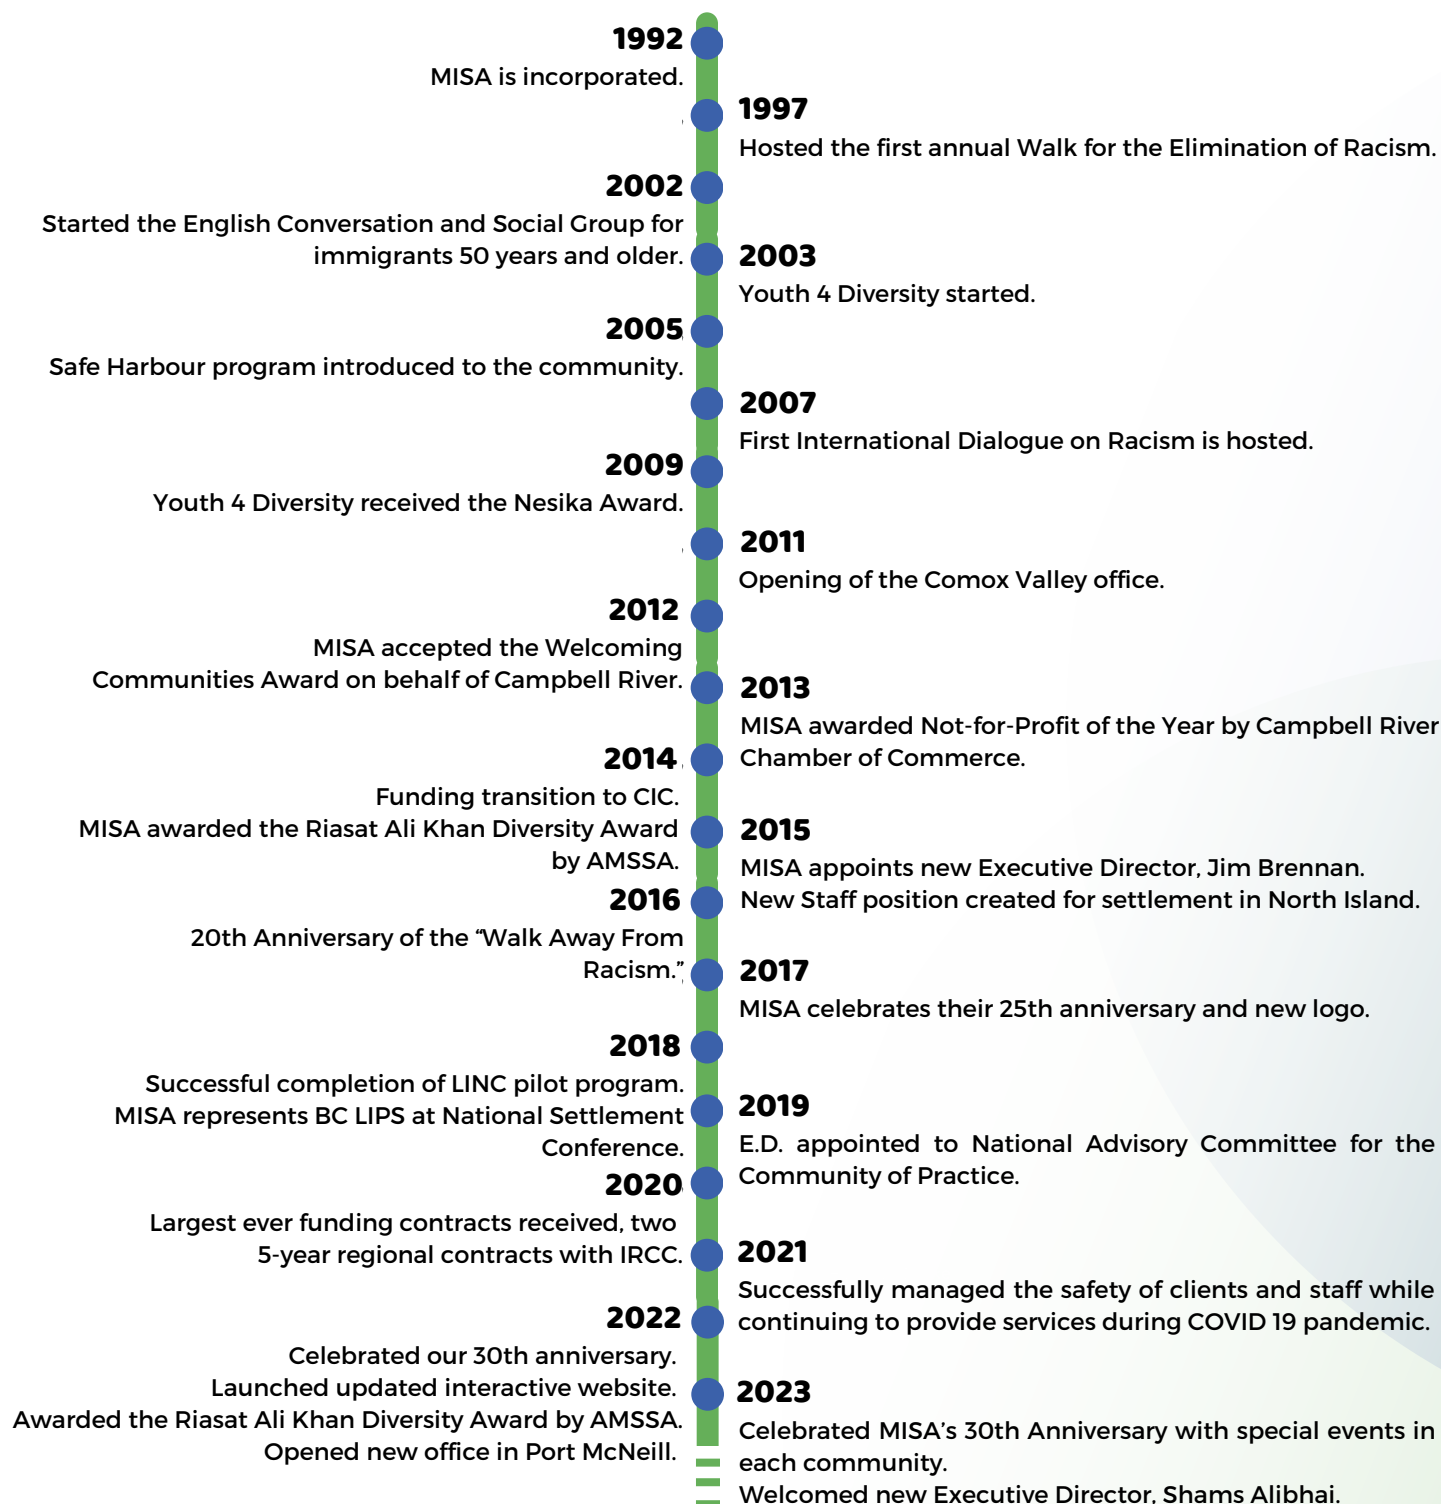 1992
MISA is incorporated.
1997
Hosted the first annual Walk for the Elimination of Racism.
2002
Started the English Conversation and Social Group for
immigrants 50 years and older.
2003
Youth 4 Diversity started.
2005
Safe Harbour program introduced to the community.
2007
First International Dialogue on Racism is hosted.
2009
Youth 4 Diversity received the Nesika Award.
2011
Opening of the Comox Valley office.
2012
MISA accepted the Welcoming
Communities Award on behalf of Campbell River.
2013
MISA awarded Not-for-Profit of the Year by Campbell River
Chamber of Commerce.
2014
Funding transition to CIC.
MISA awarded the Riasat Ali Khan Diversity Award
by AMSSA.
2015
MISA appoints new Executive Director, Jim Brennan.
New Staff position created for settlement in North Island.
2016
20th Anniversary of the “Walk Away From
Racism.”
2017
MISA celebrates their 25th anniversary and new logo.
2018
Successful completion of LINC pilot program.
MISA represents BC LIPS at National Settlement
Conference.
2019
E.D. appointed to National Advisory Committee for the
Community of Practice.
2020
Largest ever funding contracts received, two
5-year regional contracts with IRCC.
2021
Successfully managed the safety of clients and staff while
continuing to provide services during COVID 19 pandemic.
2022
Celebrated our 30th anniversary.
Launched updated interactive website.
Awarded the Riasat Ali Khan Diversity Award by AMSSA.
Opened new office in Port McNeill.
2023
Celebrated MISA’s 30th Anniversary with special events in
each community.
Welcomed new Executive Director, Shams Alibhai.